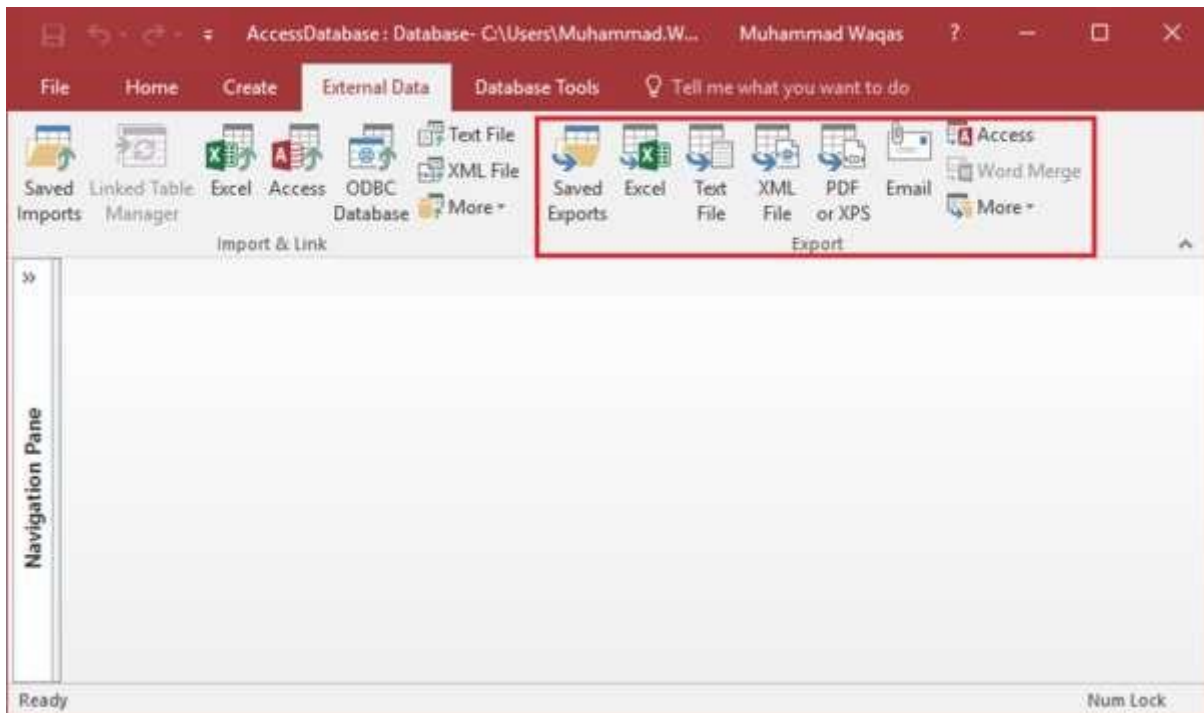 AccessDatabase : Database- C:\Users\Muhammad.W... Muhammad Waqas ?
File Home Create External Data Database Tools Tell me what you want to do
Saved Imports
Linked Table Manager
Excel
Access
ODBC Database
Text File
XML File
More
Import & Link
Saved Exports
Excel
Text File
XML File
PDF or XPS
Email
Access
Word Merge
More
Export
Navigation Pane
Ready Num Lock